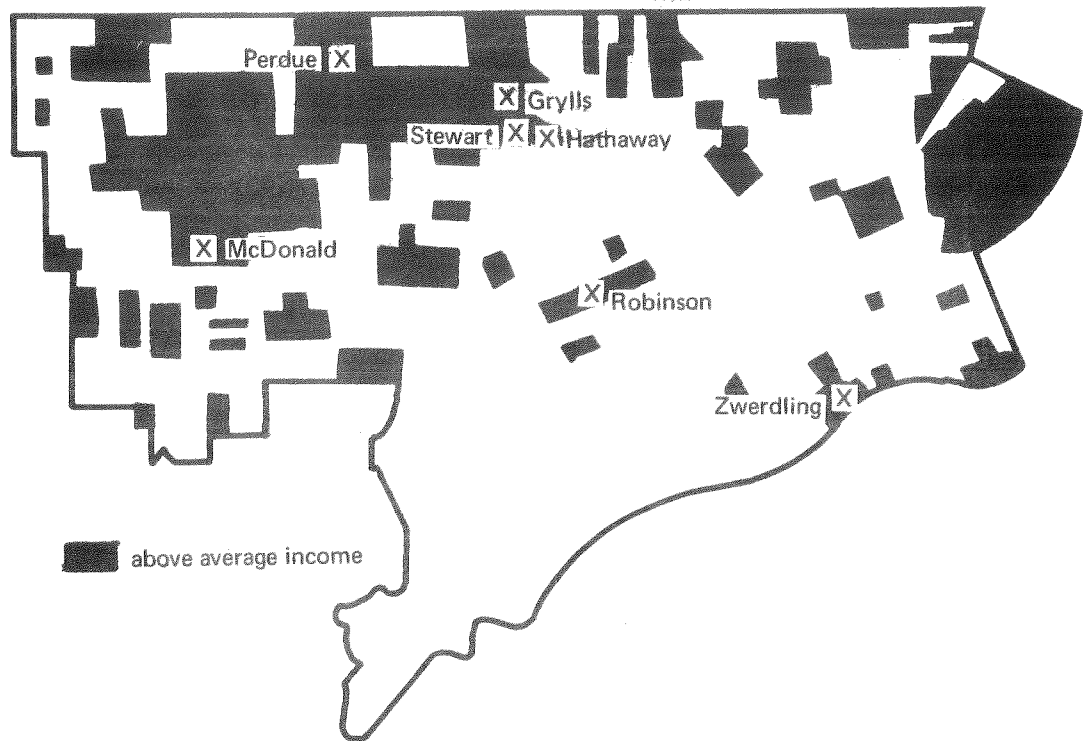 Perdue X
X Grylls
Stewart X X Hathaway
X McDonald
X Robinson
Zwerdling X
above average income